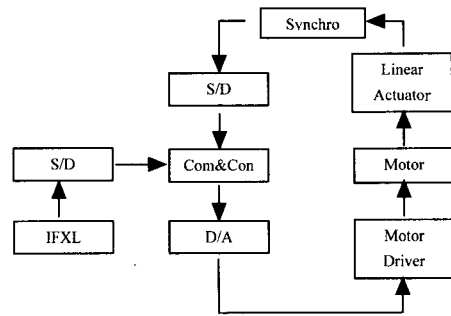 Synchro
Linear
Actuator
S/D
S/D
Com&Con
Motor
IFXL
D/A
Motor
Driver